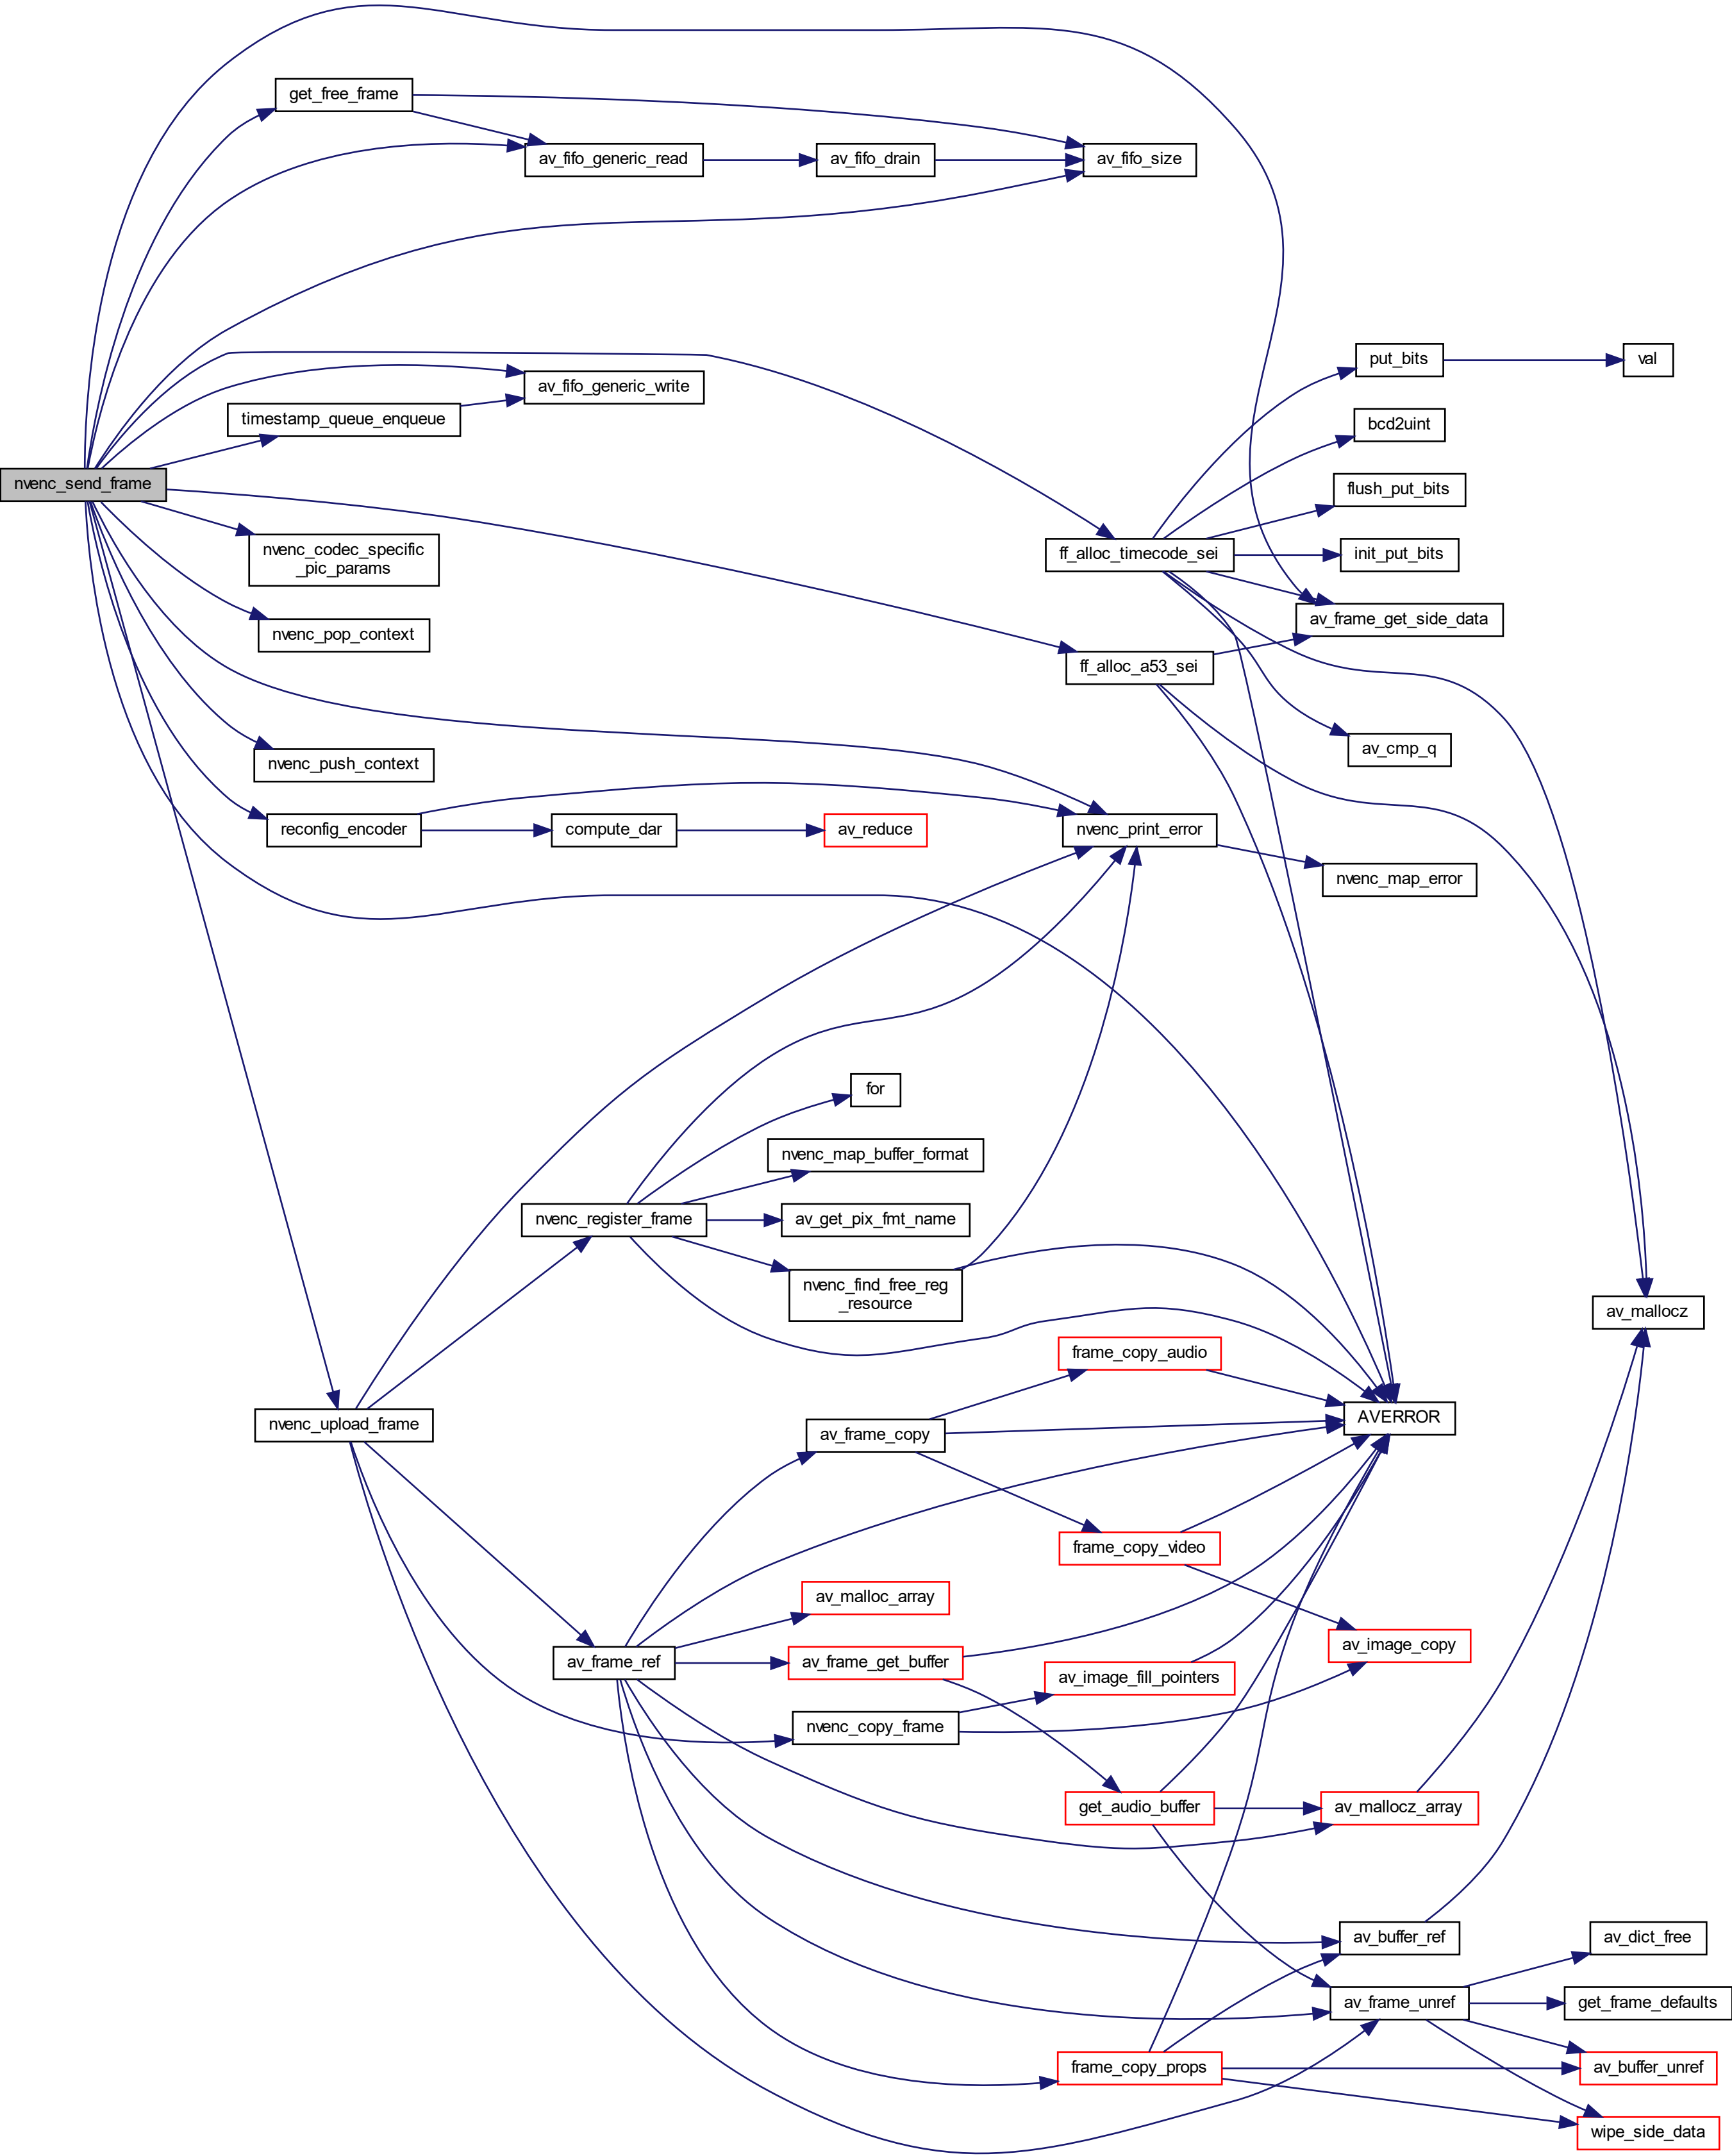 get_free_frame
av_fifo_generic_read
av_fifo_drain
av_fifo_size
put_bits
val
av_fifo_generic_write
timestamp_queue_enqueue
bcd2uint
nvenc_send_frame
flush_put_bits
nvenc_codec_specific
_pic_params
ff_alloc_timecode_sei
init_put_bits
nvenc_pop_context
av_frame_get_side_data
ff_alloc_a53_sei
nvenc_push_context
av_cmp_q
reconfig_encoder
compute_dar
av_reduce
nvenc_print_error
nvenc_map_error
for
nvenc_map_buffer_format
nvenc_register_frame
av_get_pix_fmt_name
nvenc_find_free_reg
_resource
av_mallocz
frame_copy_audio
nvenc_upload_frame
av_frame_copy
AVERROR
frame_copy_video
av_malloc_array
av_image_copy
av_frame_ref
av_frame_get_buffer
av_image_fill_pointers
nvenc_copy_frame
get_audio_buffer
av_mallocz_array
av_buffer_ref
av_dict_free
av_frame_unref
get_frame_defaults
frame_copy_props
av_buffer_unref
wipe_side_data